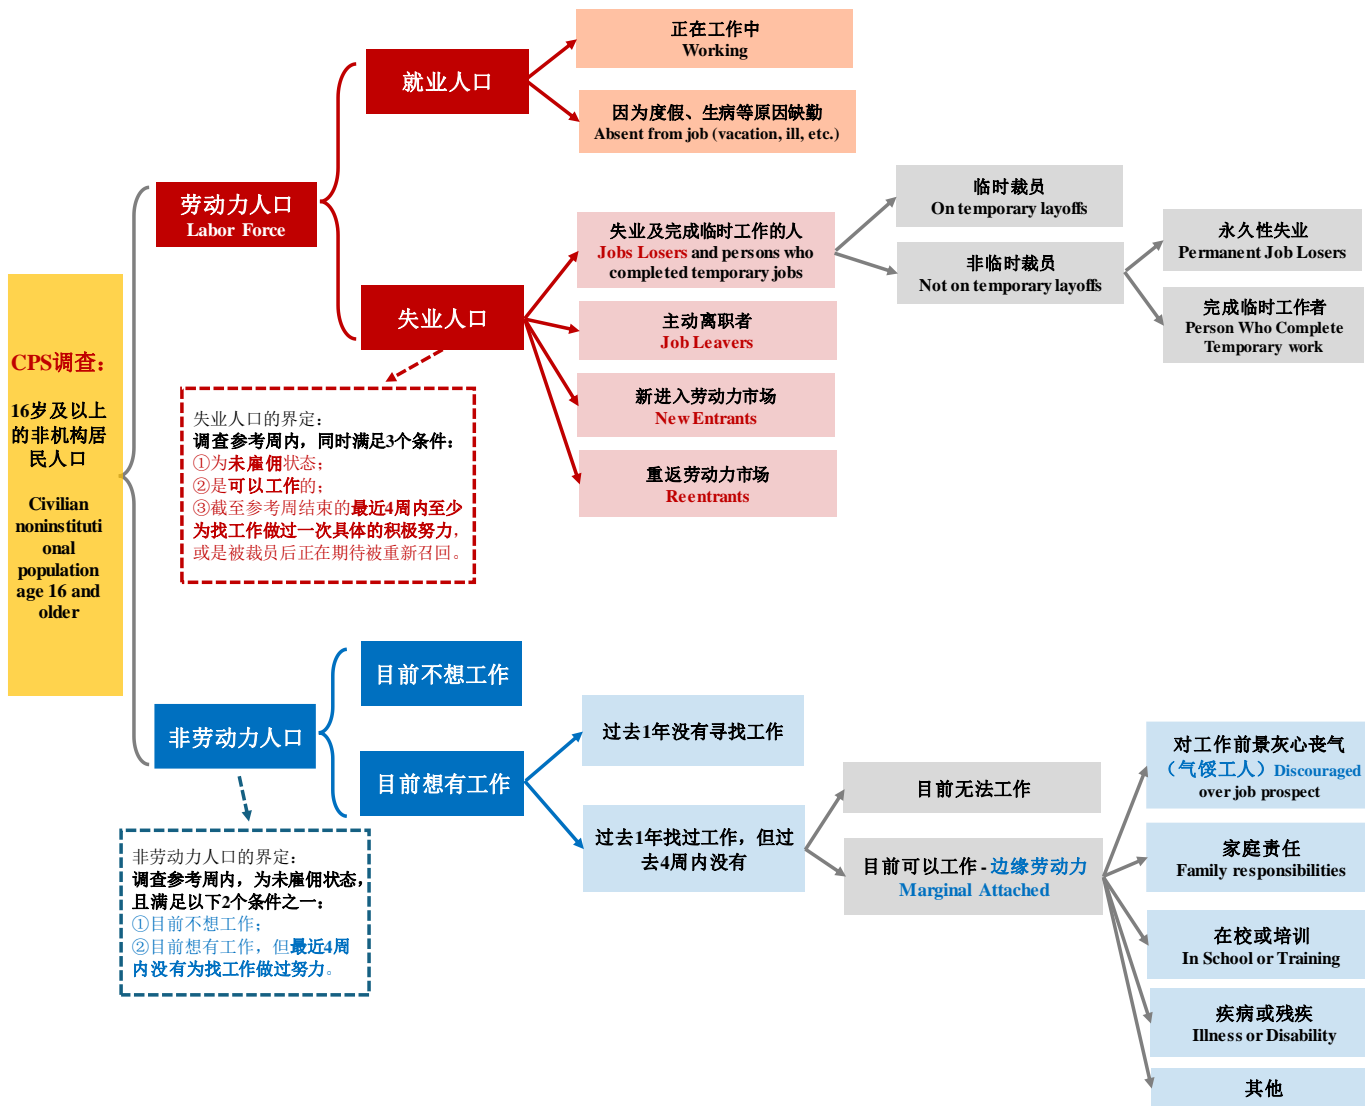 CPS调查：
16岁及以上
的非机构居
民人口
Civilian
noninstituti
onal
population
age 16 and
older
劳动力人口
Labor Force
就业人口
正在工作中
Working
因为度假、生病等原因缺勤
Absent from job (vacation, ill, etc.)
失业人口
失业及完成临时工作的人
Jobs Losers and persons who
completed temporary jobs
临时裁员
On temporary layoffs
非临时裁员
Not on temporary layoffs
永久性失业
Permanent Job Losers
完成临时工作者
Person Who Complete
Temporary work
主动离职者
Job Leavers
新进入劳动力市场
New Entrants
重返劳动力市场
Reentrants
失业人口的界定：
调查参考周内，同时满足3个条件：
①为未雇佣状态；
②是可以工作的；
③截至参考周结束的最近4周内至少
为找工作做过一次具体的积极努力，
或是被裁员后正在期待被重新召回。
非劳动力人口
目前不想工作
目前想有工作
过去1年没有寻找工作
过去1年找过工作，但过
去4周内没有
目前无法工作
目前可以工作 - 边缘劳动力
Marginal Attached
对工作前景灰心丧气
（气馁工人）Discouraged
over job prospect
家庭责任
Family responsibilities
在校或培训
In School or Training
疾病或残疾
Illness or Disability
其他
非劳动力人口的界定：
调查参考周内，为未雇佣状态，
且满足以下2个条件之一：
①目前不想工作；
②目前想有工作，但最近4周
内没有为找工作做过努力。